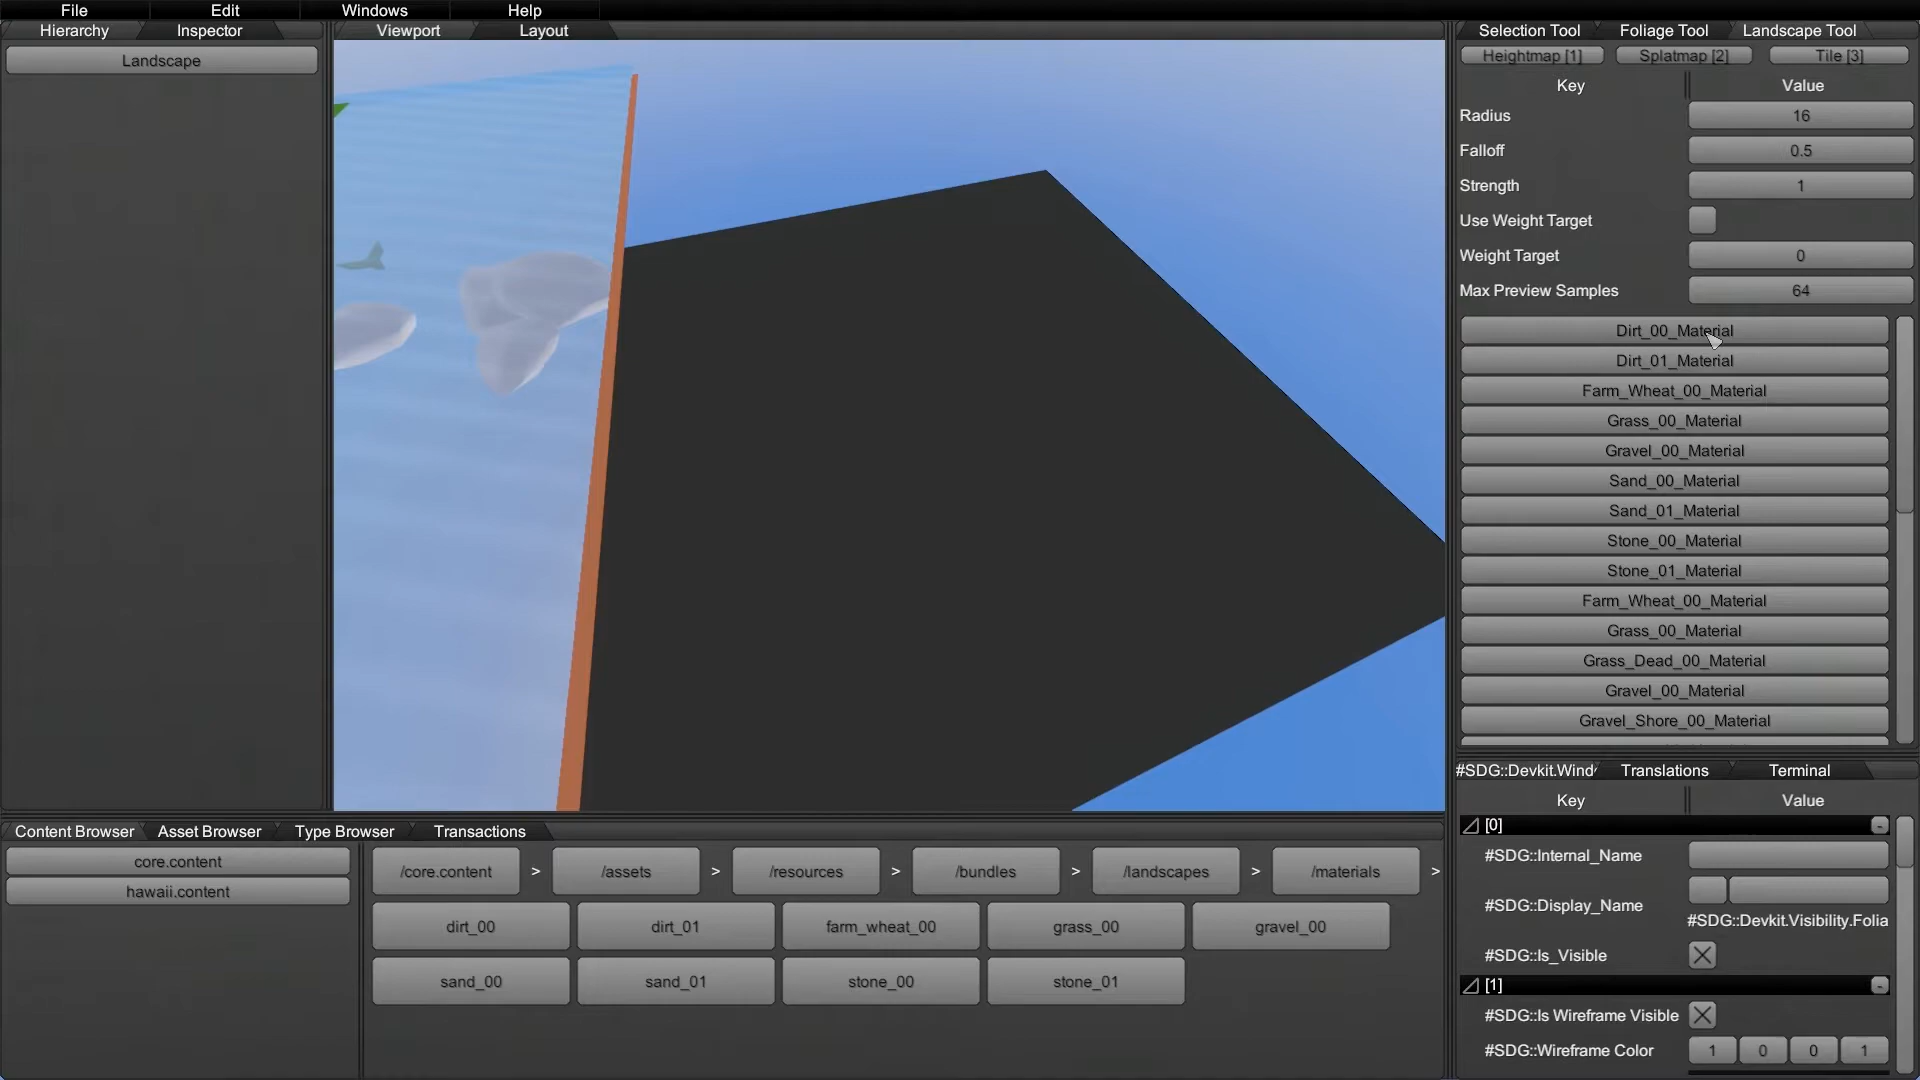 File
Edit
Windows
Help
Hierarchy
Inspector
Landscape
Viewport
Layout
Selection Tool
Foliage Tool
Landscape Tool
Heightmap [1]
Splatmap [2]
Tile [3]
Key
Value
Radius
16
Falloff
0.5
Strength
1
Use Weight Target
Weight Target
0
Max Preview Samples
64
Dirt_00_Material
Dirt_01_Material
Farm_Wheat_00_Material
Grass_00_Material
Gravel_00_Material
Sand_00_Material
Sand_01_Material
Stone_00_Material
Stone_01_Material
Farm_Wheat_00_Material
Grass_00_Material
Grass_Dead_00_Material
Gravel_00_Material
Gravel_Shore_00_Material
Content Browser
Asset Browser
Type Browser
Transactions
core.content
hawaii.content
/core.content
>
/assets
>
/resources
>
/bundles
>
/landscapes
>
/materials
>
dirt_00
dirt_01
farm_wheat_00
grass_00
gravel_00
sand_00
sand_01
stone_00
stone_01
#SDG::Devkit.Wind
Translations
Terminal
Key
Value
[0]
-
#SDG::Internal_Name
#SDG::Display_Name
#SDG::Devkit.Visibility.Folia
#SDG::Is_Visible
[1]
-
#SDG::Is Wireframe Visible
#SDG::Wireframe Color
1
0
0
1